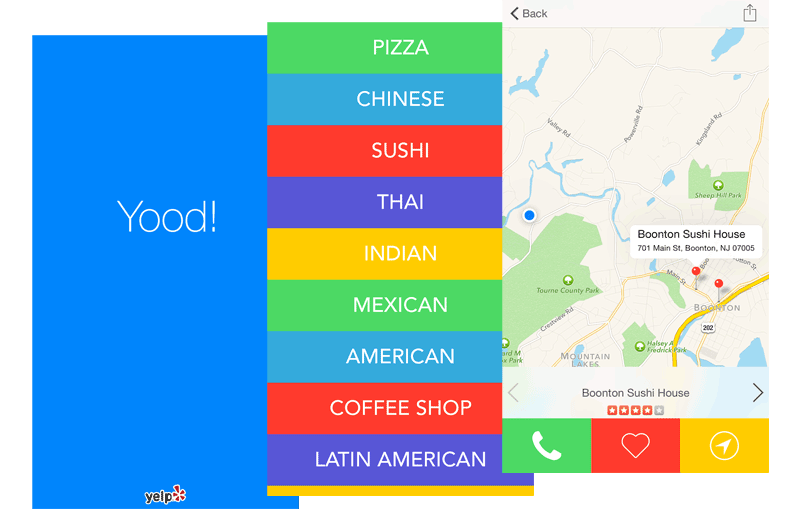 Yood!
yelp
PIZZA
CHINESE
SUSHI
THAI
INDIAN
MEXICAN
AMERICAN
COFFEE SHOP
LATIN AMERICAN
Back
Valley Rd
Powerville Rd
Kingsland Rd
Sheep Hill Park
Boonton Sushi House
701 Main St, Boonton, NJ 07005
Main St
Tourne County Park
BOONTON
Crestview Rd
202
Halsey A
Fredrick Park
MOUNTAIN
LAKES
Boonton Sushi House